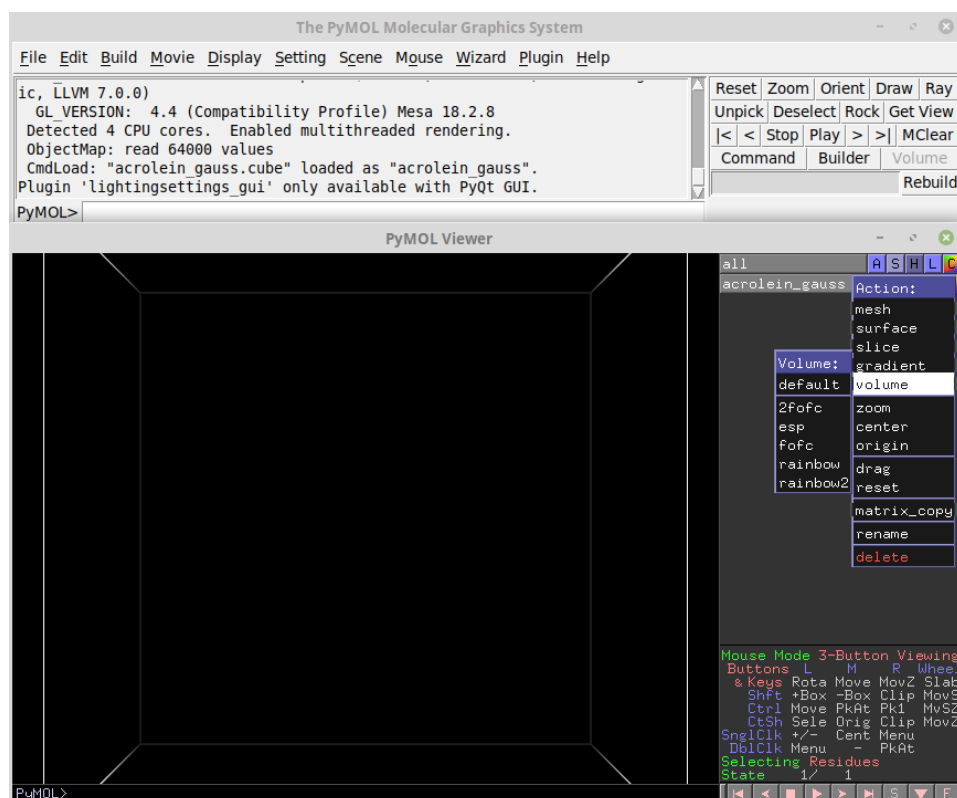 The PyMOL Molecular Graphics System
File Edit Build Movie Display Setting Scene Mouse Wizard Plugin Help
ic, LLVM 7.0.0)
GL_VERSION: 4.4 (Compatibility Profile) Mesa 18.2.8
Detected 4 CPU cores. Enabled multithreaded rendering.
ObjectMap: read 64000 values
CmdLoad: "acrolein_gauss.cube" loaded as "acrolein_gauss".
Plugin 'lightingsettings_gui' only available with PyQt GUI.
PyMOL>
Reset Zoom Orient Draw Ray
Unpick Deselect Rock Get View
|< < Stop Play > >| MClear
Command Builder Volume
Rebuild
PyMOL Viewer
all A S H L C
acrolein_gauss
Action:
mesh
surface
slice
gradient
volume
zoom
center
origin
drag
reset
matrix_copy
rename
delete
Volume:
default
2fofc
esp
fofc
rainbow
rainbow2
Mouse Mode 3-Button Viewing
Buttons L M R Wheel
& Keys Rota Move MovZ Slab
Shft +Box -Box Clip MovS
Ctrl Move PkAt Pk1 MvSZ
CtSh Sele Orig Clip MovZ
SnglClk +/- Cent Menu
DblClk Menu - PkAt
Selecting Residues
State 1/ 1
PyMOL>
S F